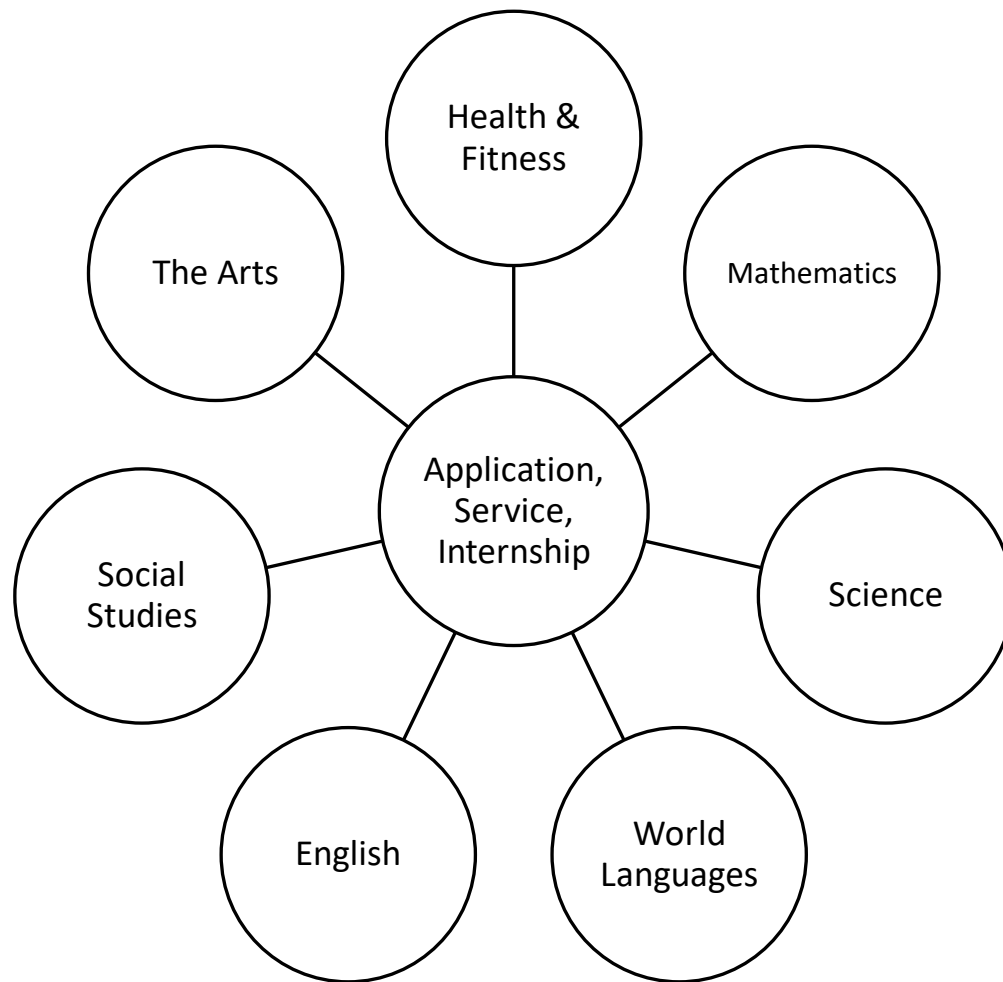 Health &
Fitness
The Arts
Mathematics
Application,
Service,
Internship
Social
Studies
Science
English
World
Languages